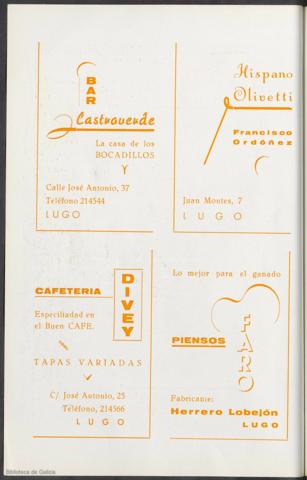 BAR
Castroverde
La casa de los
BOCADILLOS
Calle José Antonio, 37
Teléfono 214544
LUGO
Hispano
Olivetti
Francisco
Ordóñez
Juan Montes, 7
LUGO
CAFETERIA
DIVEY
Especiliadad en
el Buen CAFE.
TAPAS VARIADAS
C/ José Antonio, 25
Teléfono, 214566
LUGO
Lo mejor para el ganado
PIENSOS
FARO
Fabricante:
Herrero Lobejón
LUGO
Biblioteca de Galicia